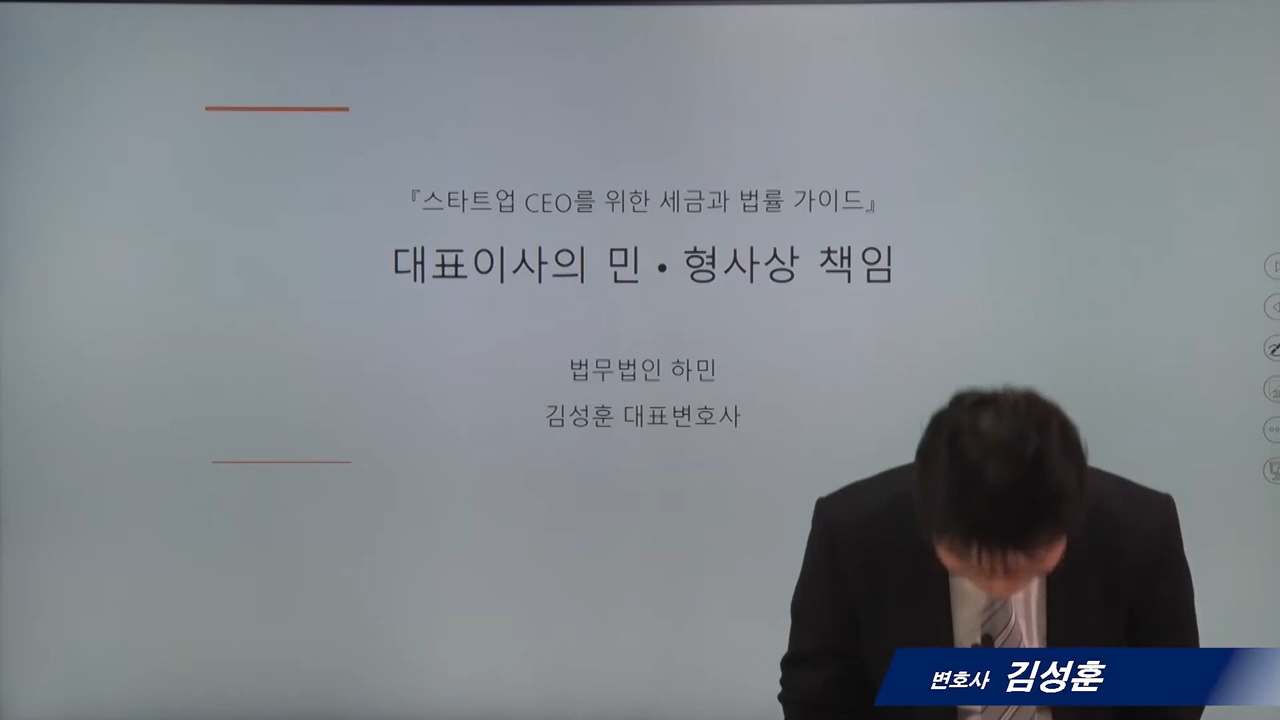 『스타트업 CEO를 위한 세금과 법률 가이드』
대표이사의 민・형사상 책임
법무법인 하민
김성훈 대표변호사
변호사 김성훈